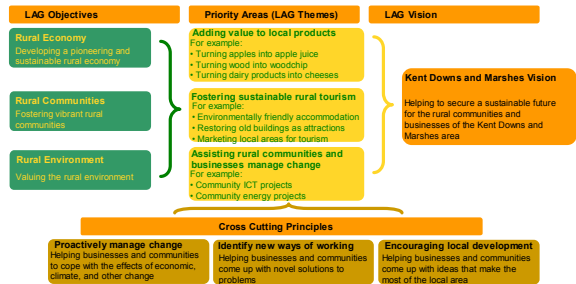 LAG Objectives
Priority Areas (LAG Themes)
LAG Vision
Rural Economy
Developing a pioneering and
sustainable rural economy
Rural Communities
Fostering vibrant rural
communities
Rural Environment
Valuing the rural environment
Adding value to local products
For example:
• Turning apples into apple juice
• Turning wood into woodchip
• Turning dairy products into cheeses
Fostering sustainable rural tourism
For example:
• Environmentally friendly accommodation
• Restoring old buildings as attractions
• Marketing local areas for tourism
Assisting rural communities and
businesses manage change
For example:
• Community ICT projects
• Community energy projects
Kent Downs and Marshes Vision
Helping to secure a sustainable future
for the rural communities and
businesses of the Kent Downs and
Marshes area
Cross Cutting Principles
Proactively manage change
Helping businesses and communities
to cope with the effects of economic,
climate, and other change
Identify new ways of working
Helping businesses and communities
come up with novel solutions to
problems
Encouraging local development
Helping businesses and communities
come up with ideas that make the
most of the local area